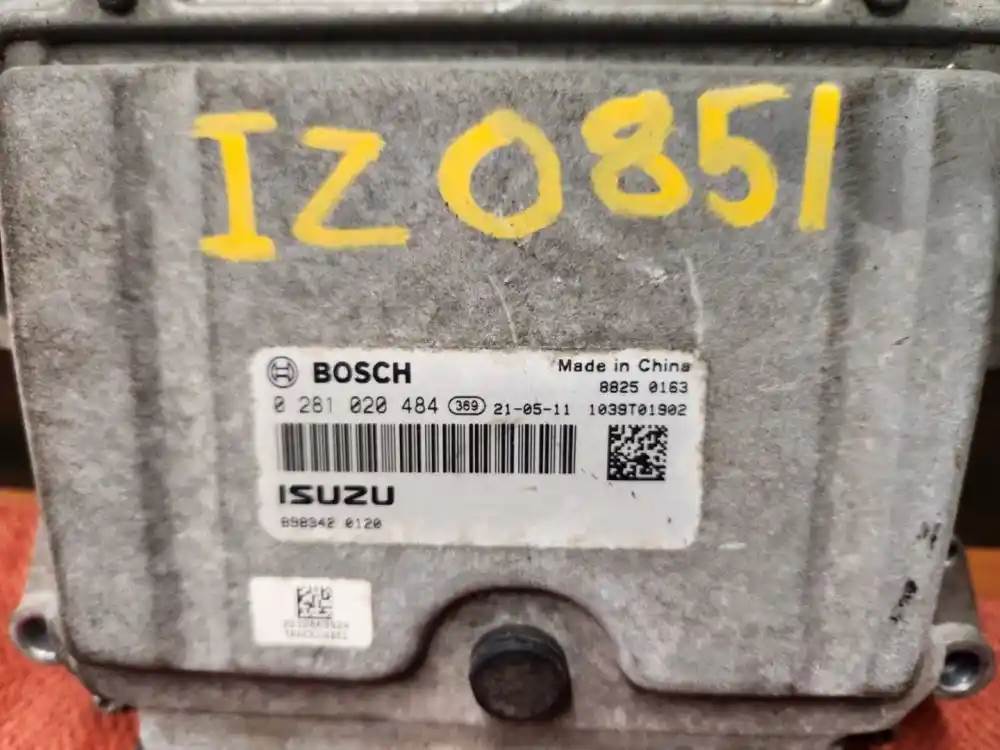 IZ0851
BOSCH
Made in China
8825 0163
0 281 020 484 369 21-05-11 1039T01902
ISUZU
898342 0120